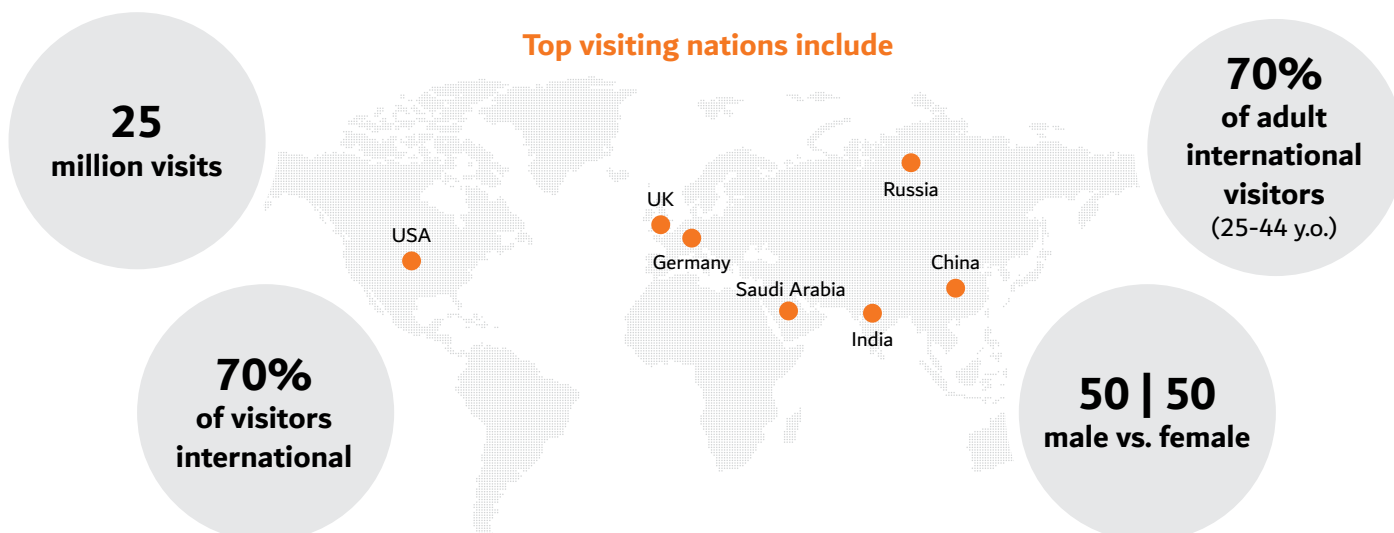 Top visiting nations include
25
million visits
70%
of visitors
international
USA
UK
Germany
Saudi Arabia
India
China
Russia
70%
of adult
international
visitors
(25-44 y.o.)
50 | 50
male vs. female